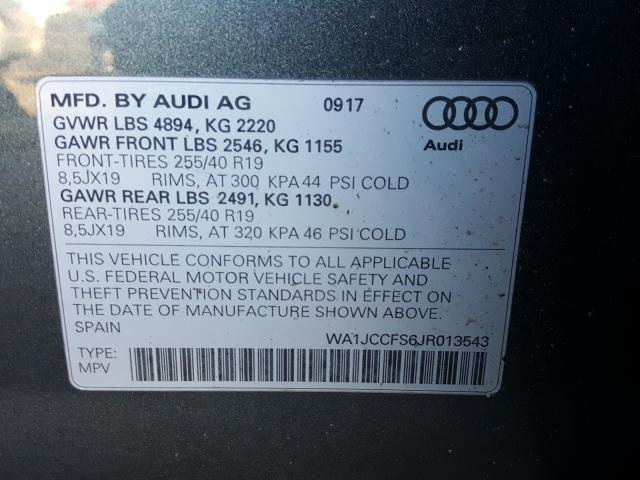 MFD. BY AUDI AG 0917
GVWR LBS 4894, KG 2220
GAWR FRONT LBS 2546, KG 1155
FRONT-TIRES 255/40 R19
8,5JX19 RIMS, AT 300 KPA 44 PSI COLD
GAWR REAR LBS 2491, KG 1130
REAR-TIRES 255/40 R19
8,5JX19 RIMS, AT 320 KPA 46 PSI COLD
Audi
THIS VEHICLE CONFORMS TO ALL APPLICABLE
U.S. FEDERAL MOTOR VEHICLE SAFETY AND
THEFT PREVENTION STANDARDS IN EFFECT ON
THE DATE OF MANUFACTURE SHOWN ABOVE.
SPAIN
WA1JCCFS6JR013543
TYPE:
MPV